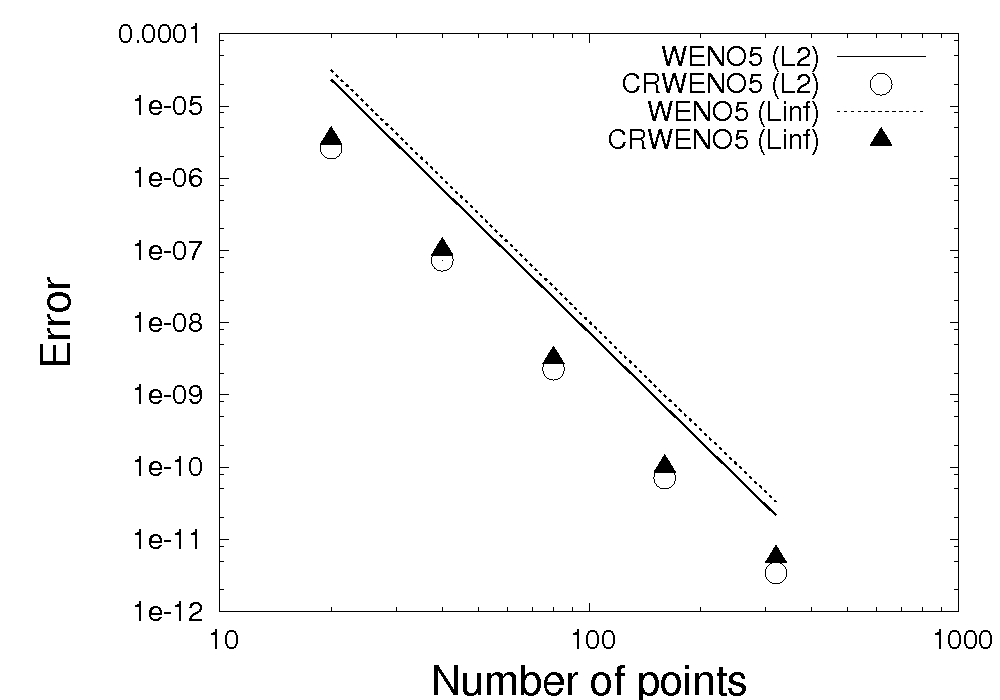 0.0001
1e-05
1e-06
1e-07
1e-08
1e-09
1e-10
1e-11
1e-12
10
100
1000
Error
Number of points
WENO5 (L2)
CRWENO5 (L2)
WENO5 (Linf)
CRWENO5 (Linf)